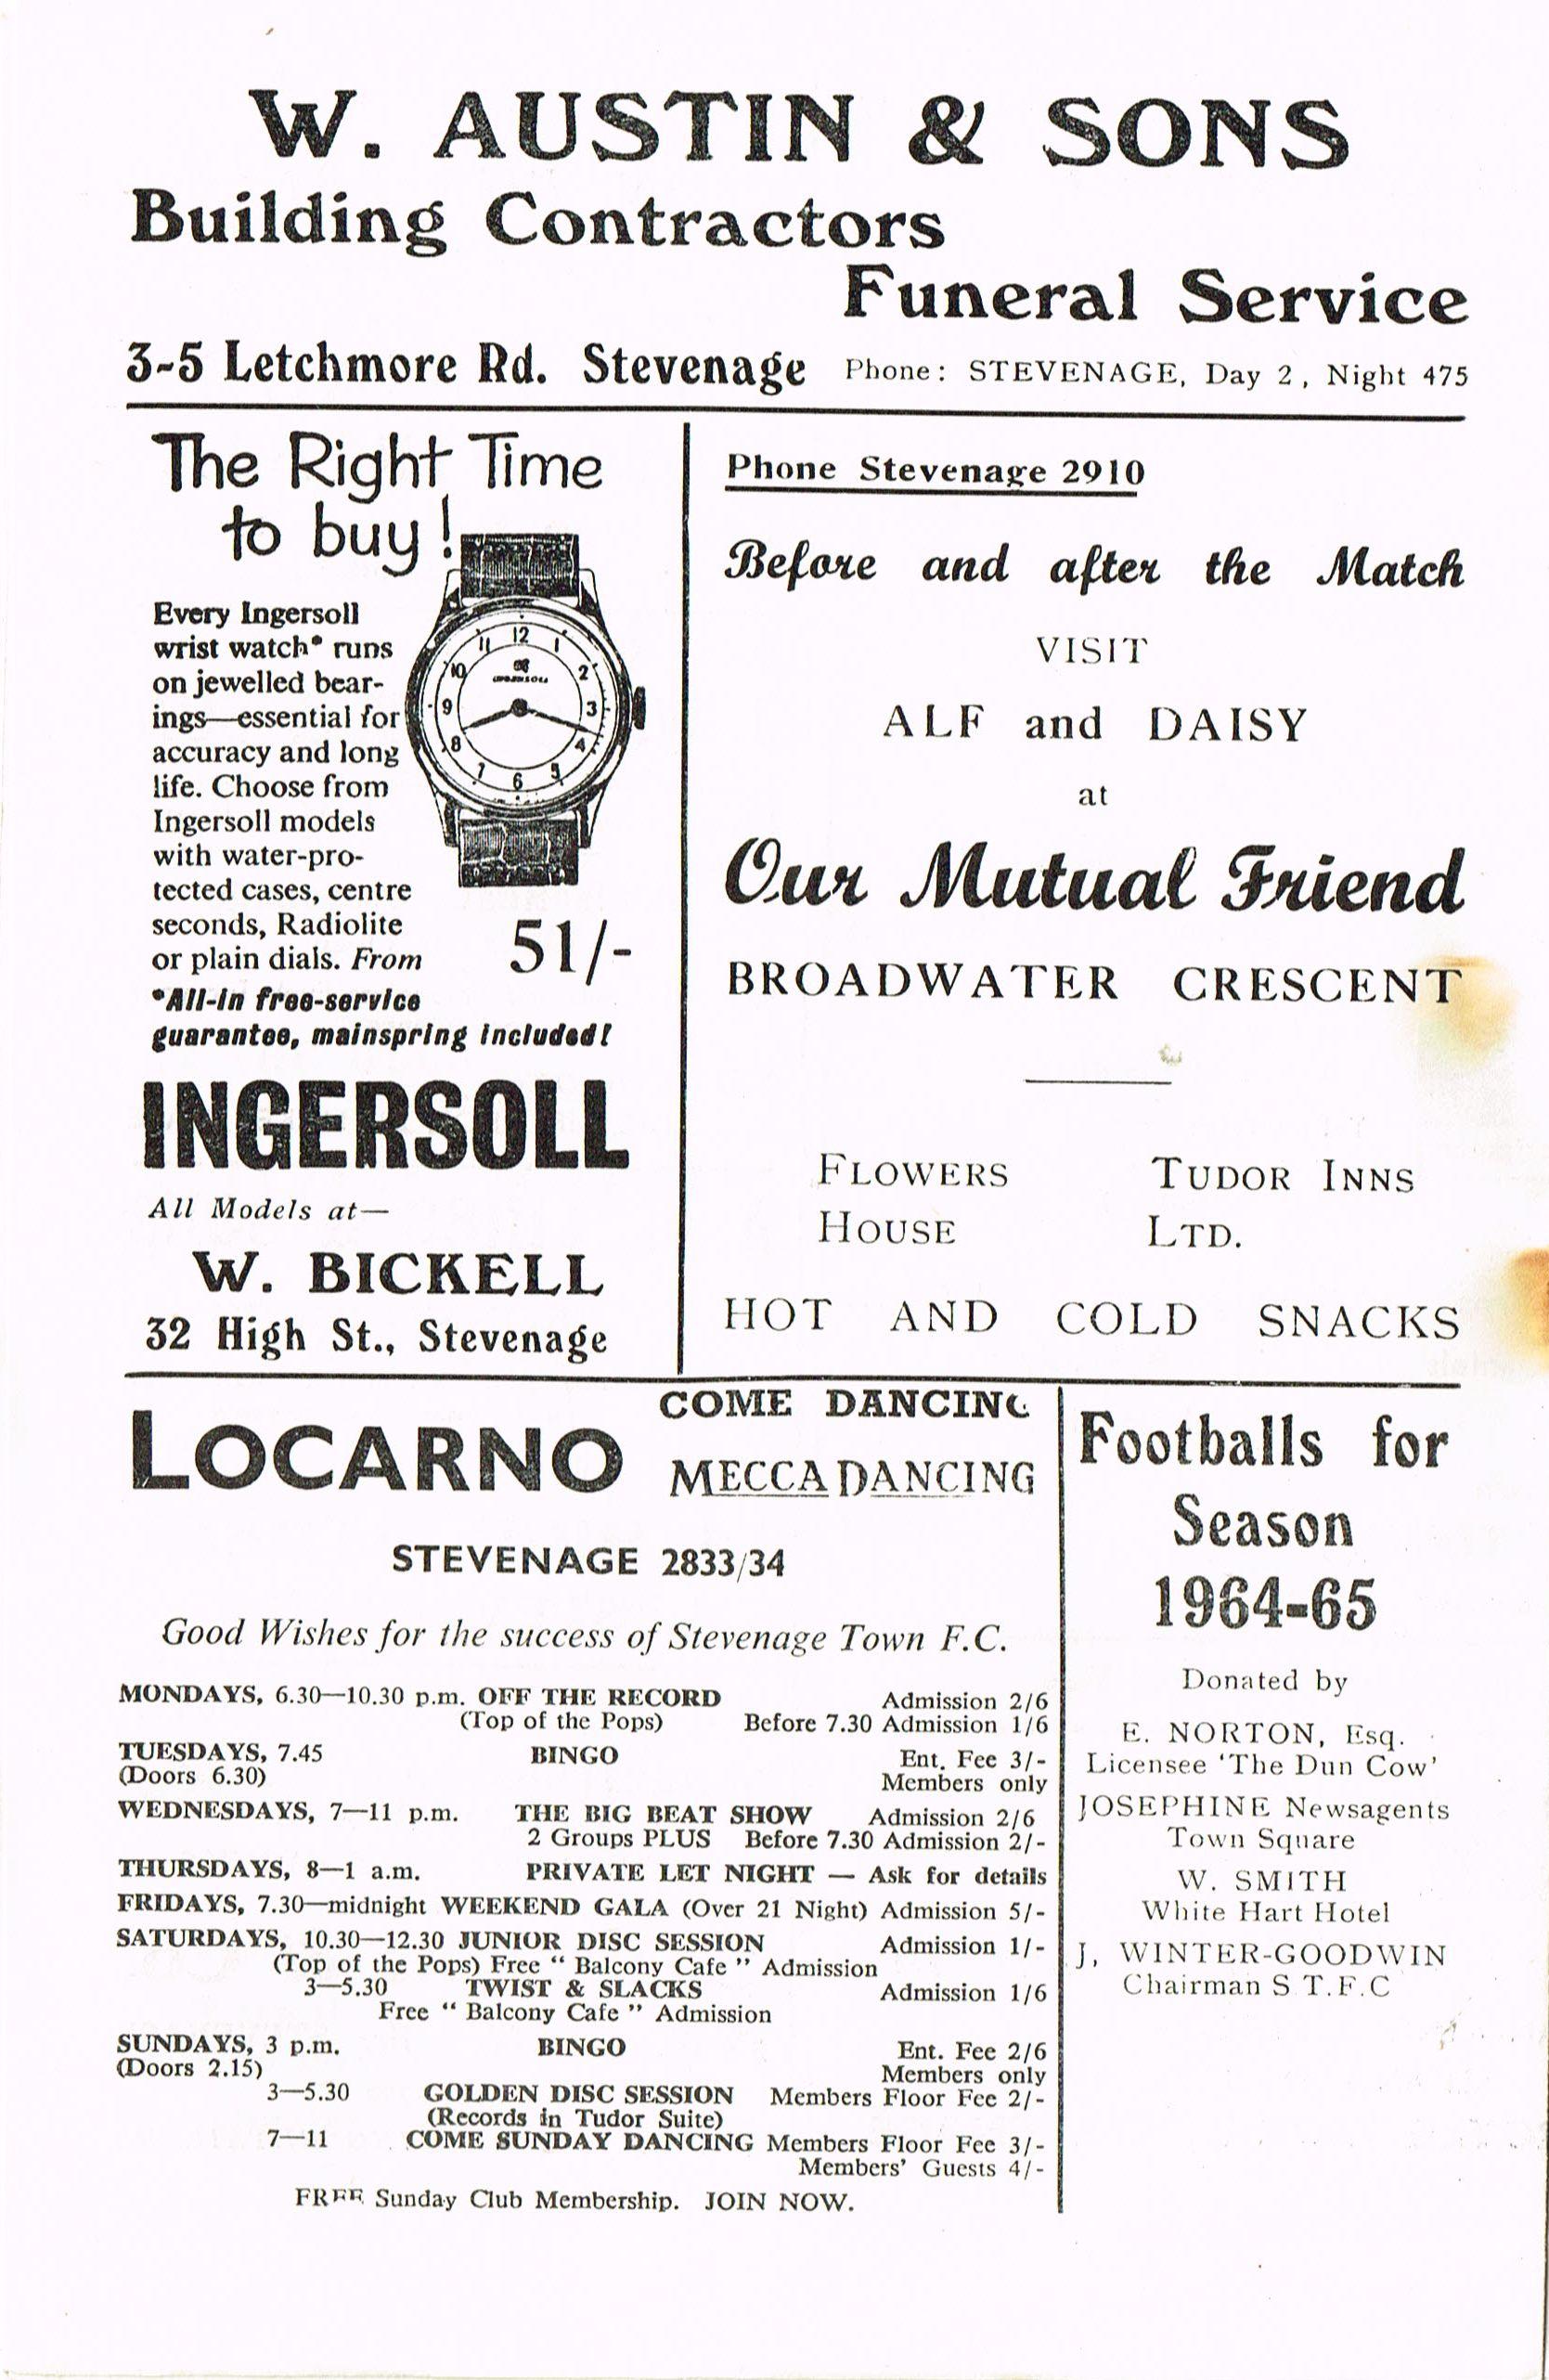 W. AUSTIN & SONS
Building Contractors
Funeral Service
3-5 Letchmore Rd. Stevenage Phone: STEVENAGE, Day 2, Night 475
The Right Time
to buy!
Every Ingersoll
wrist watch* runs
on jewelled bear-
ings—essential for
accuracy and long
life. Choose from
Ingersoll models
with water-pro-
tected cases, centre
seconds, Radiolite
or plain dials. From 51/-
*All-in free-service
guarantee, mainspring included!
12
11 1
10 2
INGERSOLL
9 3
8 4
7 5
6
INGERSOLL
All Models at—
W. BICKELL
32 High St., Stevenage
Phone Stevenage 2910
Before and after the Match
VISIT
ALF and DAISY
at
Our Mutual Friend
BROADWATER CRESCENT
FLOWERS TUDOR INNS
HOUSE LTD.
HOT AND COLD SNACKS
LOCARNO COME DANCING
MECCA DANCING
STEVENAGE 2833/34
Good Wishes for the success of Stevenage Town F.C.
MONDAYS, 6.30—10.30 p.m. OFF THE RECORD Admission 2/6
(Top of the Pops) Before 7.30 Admission 1/6
TUESDAYS, 7.45 BINGO Ent. Fee 3/-
(Doors 6.30) Members only
WEDNESDAYS, 7—11 p.m. THE BIG BEAT SHOW Admission 2/6
2 Groups PLUS Before 7.30 Admission 2/-
THURSDAYS, 8—1 a.m. PRIVATE LET NIGHT — Ask for details
FRIDAYS, 7.30—midnight WEEKEND GALA (Over 21 Night) Admission 5/-
SATURDAYS, 10.30—12.30 JUNIOR DISC SESSION Admission 1/-
(Top of the Pops) Free "Balcony Cafe" Admission
3—5.30 TWIST & SLACKS Admission 1/6
Free "Balcony Cafe" Admission
SUNDAYS, 3 p.m. BINGO Ent. Fee 2/6
(Doors 2.15) Members only
3—5.30 GOLDEN DISC SESSION Members Floor Fee 2/-
(Records in Tudor Suite)
7—11 COME SUNDAY DANCING Members Floor Fee 3/-
Members' Guests 4/-
FREE Sunday Club Membership. JOIN NOW.
Footballs for
Season
1964-65
Donated by
E. NORTON, Esq.
Licensee 'The Dun Cow'
JOSEPHINE Newsagents
Town Square
W. SMITH
White Hart Hotel
J, WINTER-GOODWIN
Chairman S T.F.C